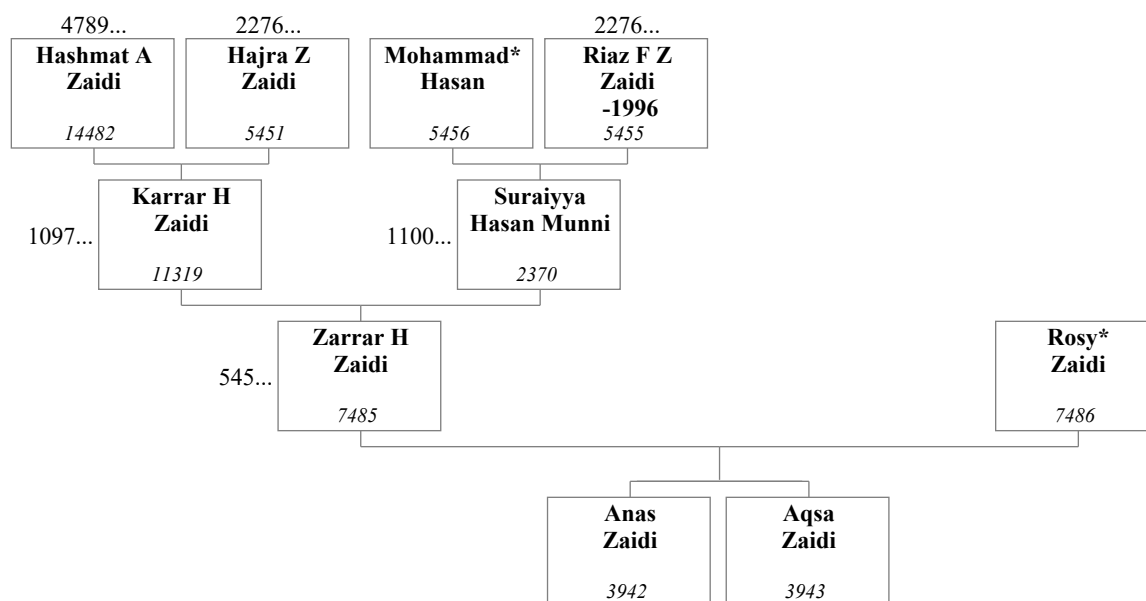 4789...
2276...
2276...
Hashmat A
Zaidi
14482
Hajra Z
Zaidi
5451
Mohammad*
Hasan
5456
Riaz F Z
Zaidi
-1996
5455
1097...
Karrar H
Zaidi
11319
1100...
Suraiyya
Hasan Munni
2370
545...
Zarrar H
Zaidi
7485
Rosy*
Zaidi
7486
Anas
Zaidi
3942
Aqsa
Zaidi
3943